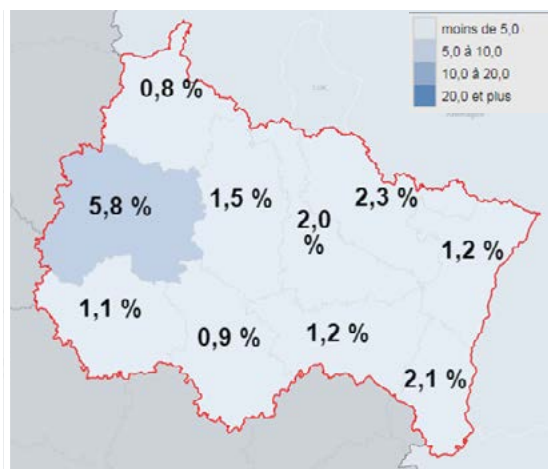 moins de 5,0
5,0 à 10,0
10,0 à 20,0
20,0 et plus
0,8 %
5,8 %
1,5 %
2,0
%
2,3 %
1,2 %
1,1 %
0,9 %
1,2 %
2,1 %